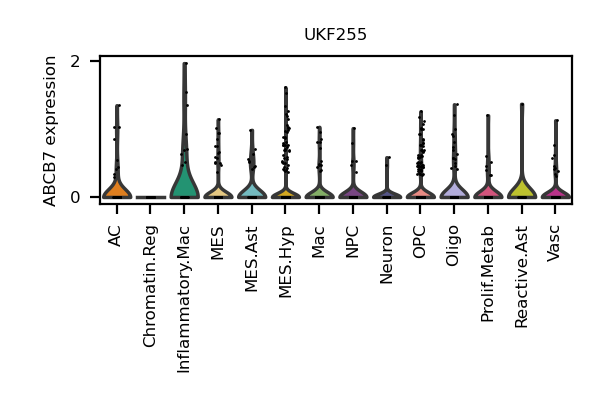 UKF255
ABCB7 expression
2
0
AC
Chromatin.Reg
Inflammatory.Mac
MES
MES.Ast
MES.Hyp
Mac
NPC
Neuron
OPC
Oligo
Prolif.Metab
Reactive.Ast
Vasc